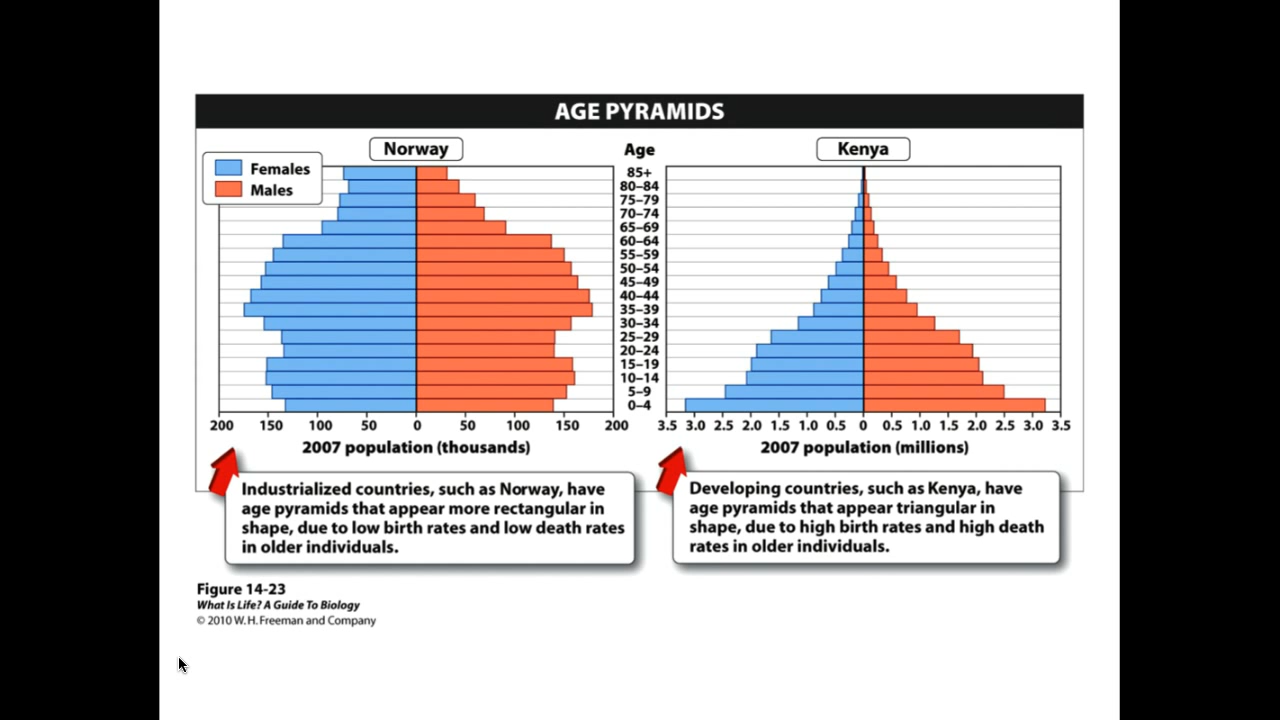 AGE PYRAMIDS
Norway
Age
Kenya
Females
Males
85+
80–84
75–79
70–74
65–69
60–64
55–59
50–54
45–49
40–44
35–39
30–34
25–29
20–24
15–19
10–14
5–9
0–4
200 150 100 50 0 50 100 150 200
3.5 3.0 2.5 2.0 1.5 1.0 0.5 0 0.5 1.0 1.5 2.0 2.5 3.0 3.5
2007 population (thousands)
2007 population (millions)
Industrialized countries, such as Norway, have
age pyramids that appear more rectangular in
shape, due to low birth rates and low death rates
in older individuals.
Developing countries, such as Kenya, have
age pyramids that appear triangular in
shape, due to high birth rates and high death
rates in older individuals.
Figure 14-23
What Is Life? A Guide To Biology
© 2010 W. H. Freeman and Company